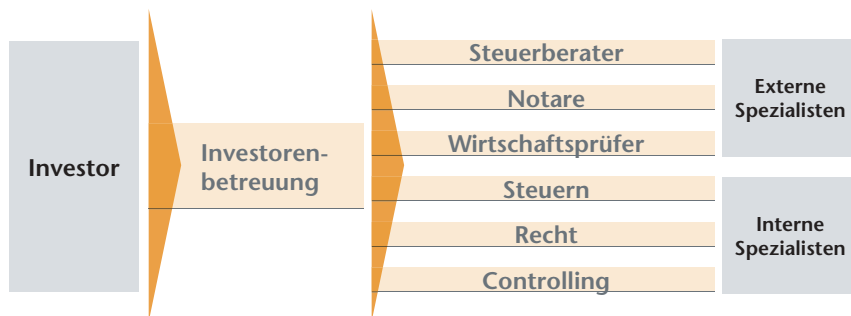 Investor
Investoren-
betreuung
Steuerberater
Notare
Wirtschaftsprüfer
Steuern
Recht
Controlling
Externe
Spezialisten
Interne
Spezialisten